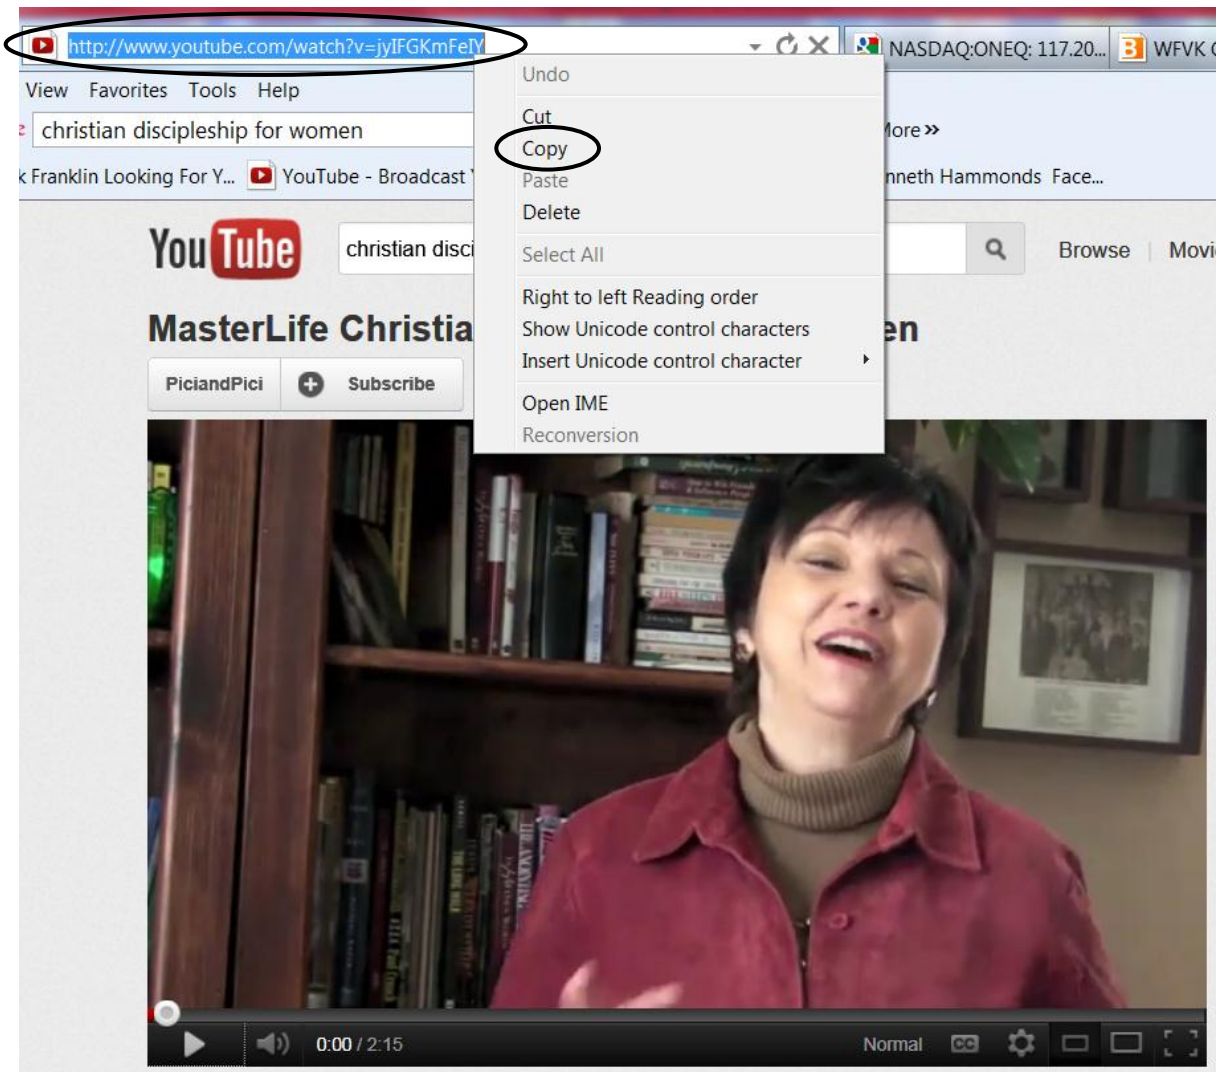 http://www.youtube.com/watch?v=jyIFGKmFeIY
NASDAQ:ONEQ: 117.20...
WFVK
View Favorites Tools Help
christian discipleship for women
More »
k Franklin Looking For Y...
YouTube - Broadcast
nneth Hammonds Face...
Undo
Cut
Copy
Paste
Delete
Select All
Right to left Reading order
Show Unicode control characters
Insert Unicode control character
Open IME
Reconversion
YouTube
christian disci
Browse
Movi
MasterLife Christia
en
PiciandPici
Subscribe
0:00 / 2:15
Normal
CC